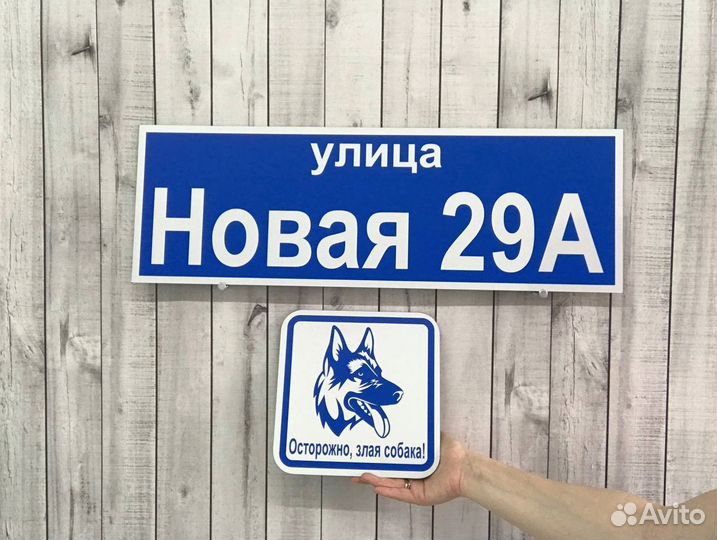 улица
Новая 29А
Осторожно, злая собака!
Avito